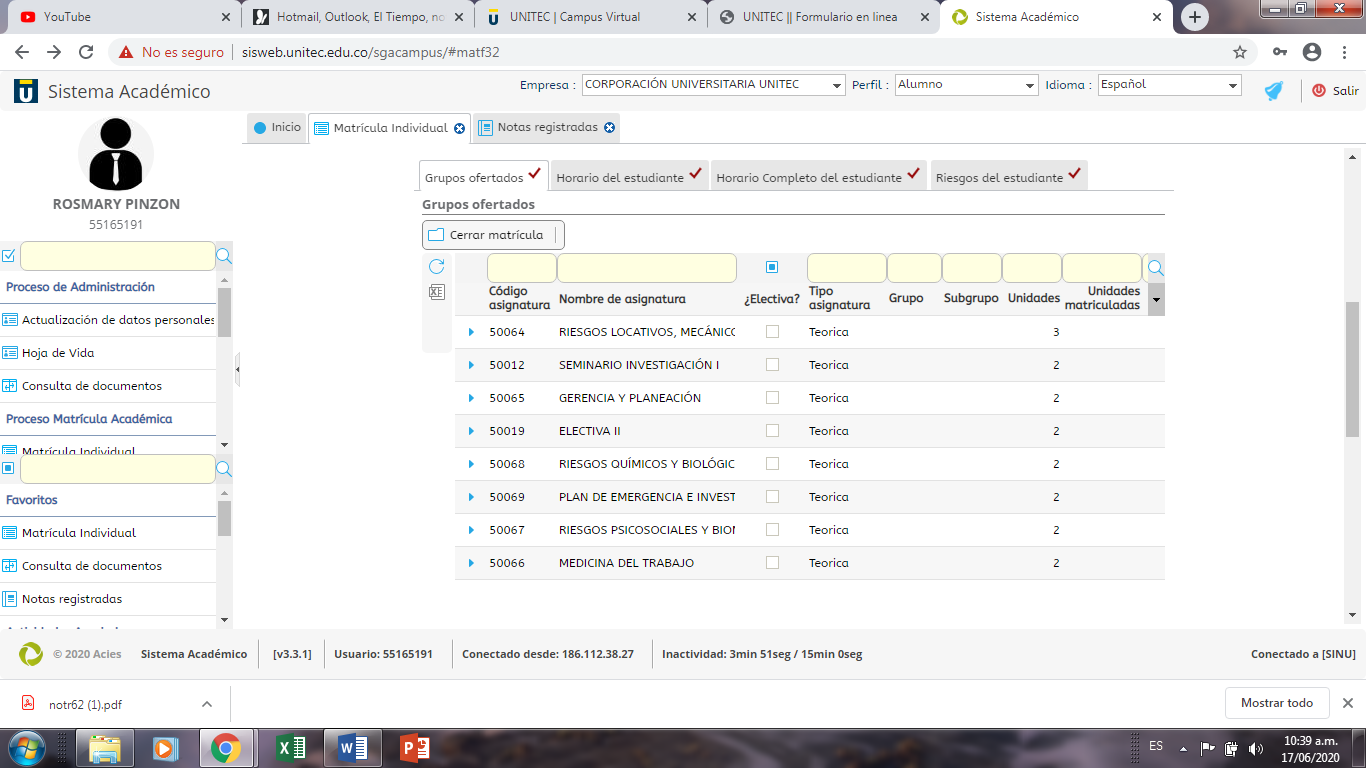 YouTube
Hotmail, Outlook, El Tiempo, no
UNITEC | Campus Virtual
UNITEC || Formulario en linea
Sistema Académico
No es seguro
sisweb.unitec.edu.co/sgacampus/#matf32
Sistema Académico
Empresa : CORPORACIÓN UNIVERSITARIA UNITEC Perfil : Alumno Idioma : Español
Salir
Inicio
Matrícula Individual
Notas registradas
ROSMARY PINZON
55165191
Proceso de Administración
Actualización de datos personales
Hoja de Vida
Consulta de documentos
Proceso Matrícula Académica
Matrícula Individual
Favoritos
Matrícula Individual
Consulta de documentos
Notas registradas
Grupos ofertados
Horario del estudiante
Horario Completo del estudiante
Riesgos del estudiante
Grupos ofertados
Cerrar matrícula
Código asignatura Nombre de asignatura ¿Electiva? Tipo asignatura Grupo Subgrupo Unidades Unidades matriculadas
50064 RIESGOS LOCATIVOS, MECÁNICO Teorica 3
50012 SEMINARIO INVESTIGACIÓN I Teorica 2
50065 GERENCIA Y PLANEACIÓN Teorica 2
50019 ELECTIVA II Teorica 2
50068 RIESGOS QUÍMICOS Y BIOLÓGIC Teorica 2
50069 PLAN DE EMERGENCIA E INVEST Teorica 2
50067 RIESGOS PSICOSOCIALES Y BIOM Teorica 2
50066 MEDICINA DEL TRABAJO Teorica 2
© 2020 Acies Sistema Académico [v3.3.1] Usuario: 55165191 Conectado desde: 186.112.38.27 Inactividad: 3min 51seg / 15min 0seg Conectado a [SINU]
notr62 (1).pdf
Mostrar todo
ES
10:39 a.m.
17/06/2020